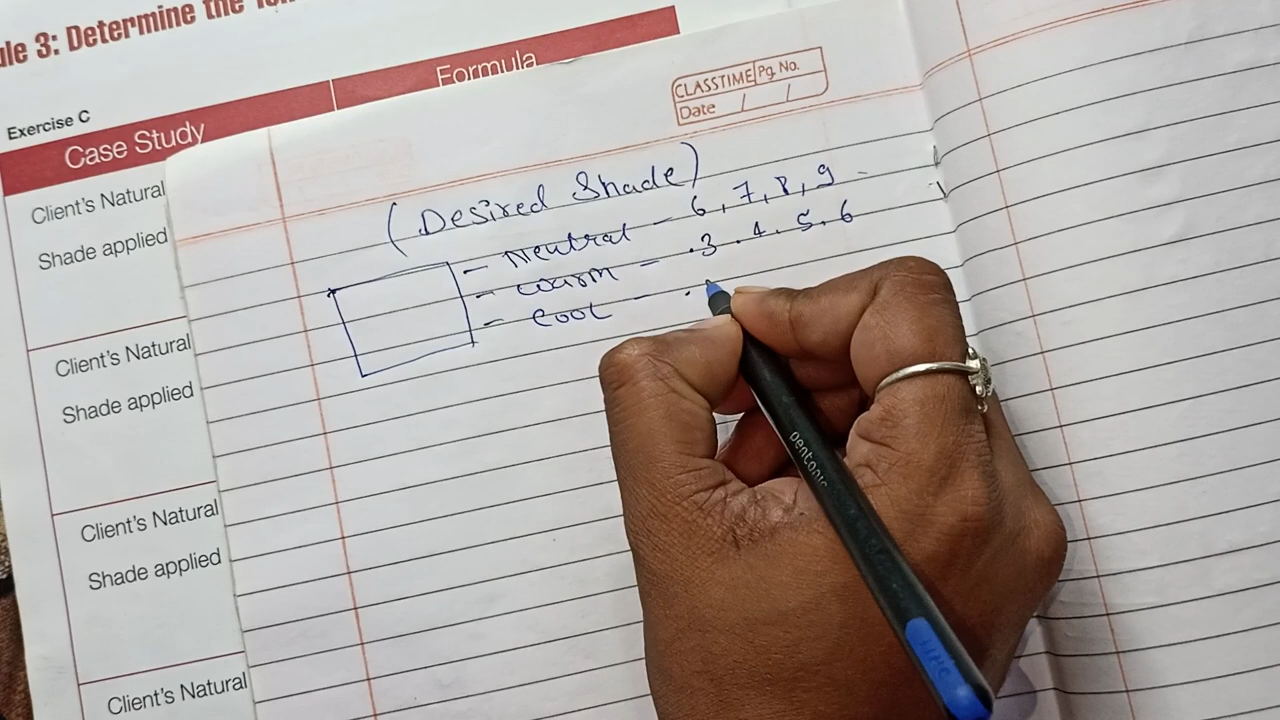 ule 3: Determine the
Exercise C
Case Study
Formula
Client's Natural
Shade applied
Client's Natural
Shade applied
Client's Natural
Shade applied
Client's Natural
CLASSTIME Pg. No.
Date / /
(Desired Shade)
- Neutral - 6, 7, 8, 9
- warm - .3 .4 .5 .6
- cool - .
pentonic